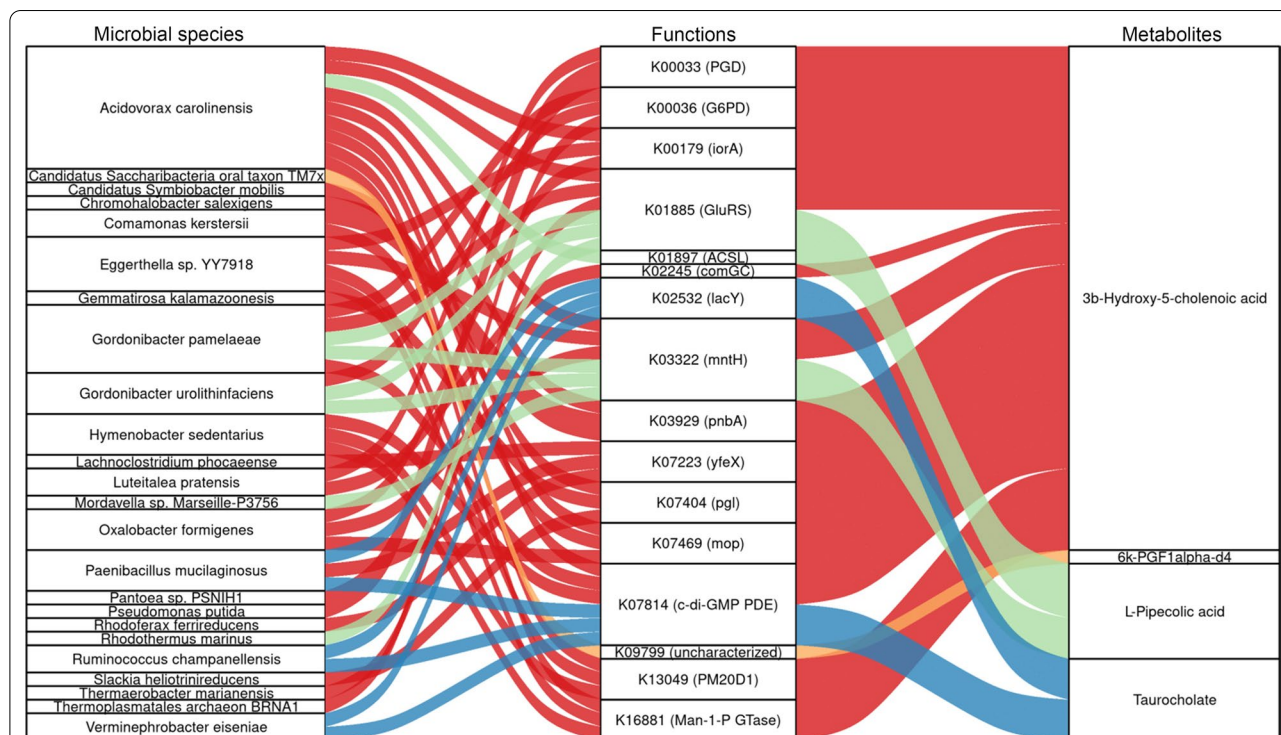 Microbial species
Functions
Metabolites
Acidovorax carolinensis
Candidatus Saccharibacteria oral taxon TM7x
Candidatus Symbiobacter mobilis
Chromohalobacter salexigens
Comamonas kerstersii
Eggerthella sp. YY7918
Gemmatirosa kalamazoonesis
Gordonibacter pamelaeae
Gordonibacter urolithinfaciens
Hymenobacter sedentarius
Lachnoclostridium phocaeense
Luteitalea pratensis
Mordavella sp. Marseille-P3756
Oxalobacter formigenes
Paenibacillus mucilaginosus
Pantoea sp. PSNIH1
Pseudomonas putida
Rhodoferax ferrireducens
Rhodothermus marinus
Ruminococcus champanellensis
Slackia heliotrinireducens
Thermaerobacter marianensis
Thermoplasmatales archaeon BRNA1
Verminephrobacter eiseniae
K00033 (PGD)
K00036 (G6PD)
K00179 (iorA)
K01885 (GluRS)
K01897 (ACSL)
K02245 (comGC)
K02532 (lacY)
K03322 (mntH)
K03929 (pnbA)
K07223 (yfeX)
K07404 (pgl)
K07469 (mop)
K07814 (c-di-GMP PDE)
K09799 (uncharacterized)
K13049 (PM20D1)
K16881 (Man-1-P GTase)
3b-Hydroxy-5-cholenoic acid
6k-PGF1alpha-d4
L-Pipecolic acid
Taurocholate